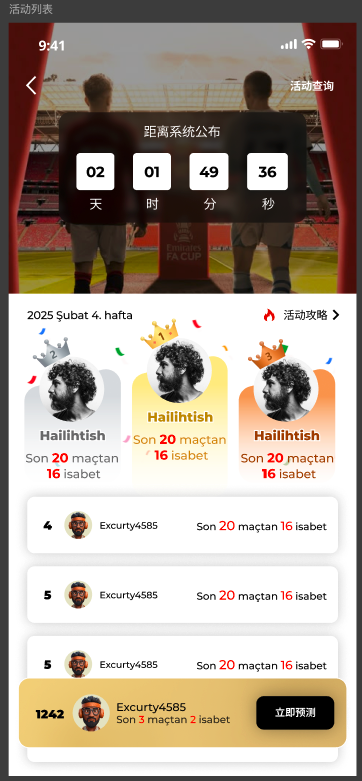 活动列表
9:41
活动查询
距离系统公布
02 01 49 36
天 时 分 秒
Emirates
FA CUP
2025 Şubat 4. hafta
活动攻略
2
1
3
Hailihtish
Son 20 maçtan
16 isabet
Hailihtish
Son 20 maçtan
16 isabet
Hailihtish
Son 20 maçtan
16 isabet
4 Excurty4585 Son 20 maçtan 16 isabet
5 Excurty4585 Son 20 maçtan 16 isabet
5 Excurty4585 Son 20 maçtan 16 isabet
1242 Excurty4585
Son 3 maçtan 2 isabet
立即预测